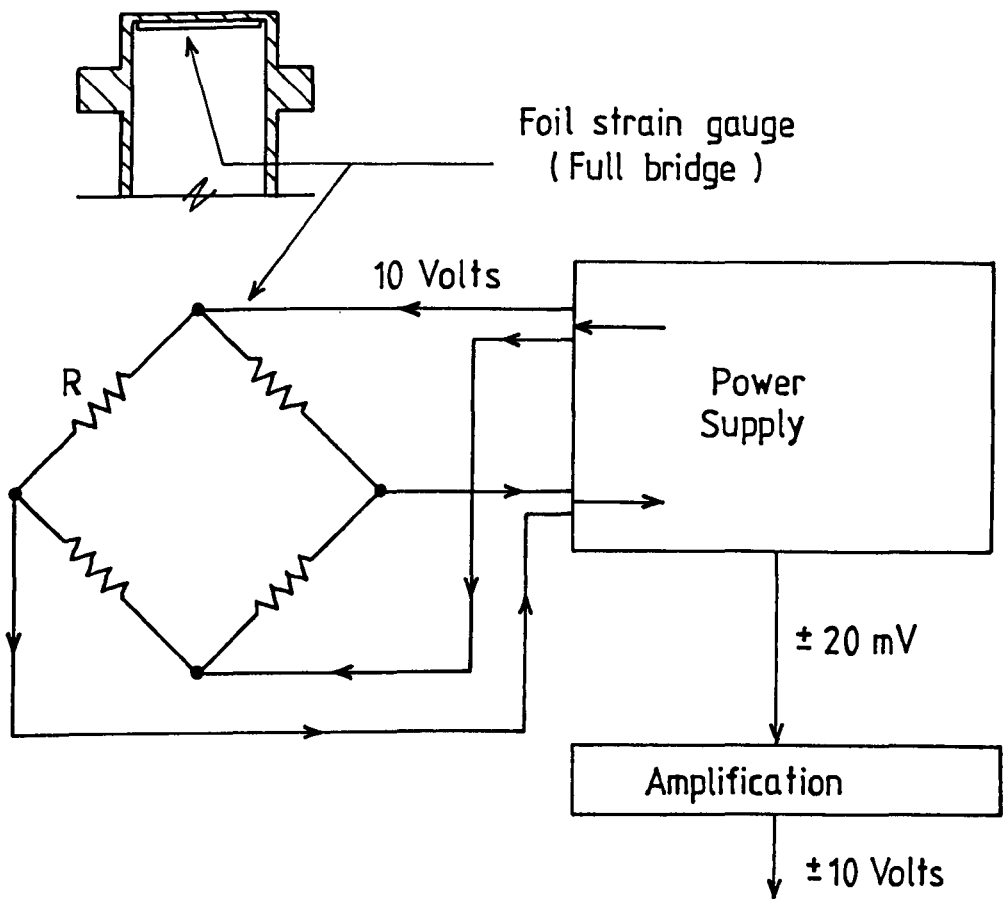 Foil strain gauge
( Full bridge )
10 Volts
R
Power
Supply
± 20 mV
Amplification
± 10 Volts